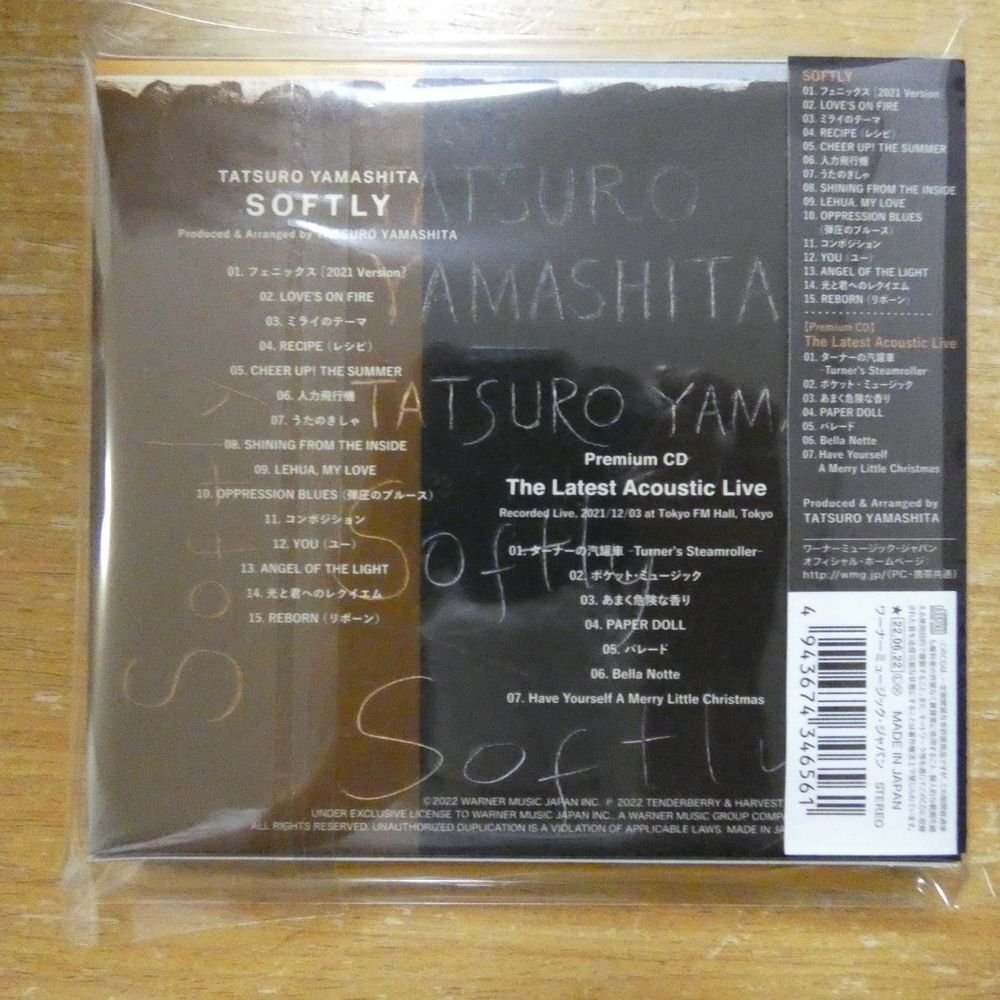 TATSURO YAMASHITA
SOFTLY
Produced & Arranged by TATSURO YAMASHITA
01. フェニックス [2021 Version]
02. LOVE'S ON FIRE
03. ミライのテーマ
04. RECIPE (レシピ)
05. CHEER UP! THE SUMMER
06. 人力飛行機
07. うたのきしゃ
08. SHINING FROM THE INSIDE
09. LEHUA, MY LOVE
10. OPPRESSION BLUES (弾圧のブルース)
11. コンポジション
12. YOU (ユー)
13. ANGEL OF THE LIGHT
14. 光と君へのレクイエム
15. REBORN (リボーン)
TATSURO
YAMASHITA
TATSURO YAM
Softly
Softly
Softly
Premium CD
The Latest Acoustic Live
Recorded Live, 2021/12/03 at Tokyo FM Hall, Tokyo
01. ターナーの汽罐車 -Turner's Steamroller-
02. ポケット・ミュージック
03. あまく危険な香り
04. PAPER DOLL
05. パレード
06. Bella Notte
07. Have Yourself A Merry Little Christmas
©2022 WARNER MUSIC JAPAN INC. ℗ 2022 TENDERBERRY & HARVEST
UNDER EXCLUSIVE LICENSE TO WARNER MUSIC JAPAN INC., A WARNER MUSIC GROUP COMP
ALL RIGHTS RESERVED. UNAUTHORIZED DUPLICATION IS A VIOLATION OF APPLICABLE LAWS. MADE IN JA
SOFTLY
01. フェニックス [2021 Version
02. LOVE'S ON FIRE
03. ミライのテーマ
04. RECIPE (レシピ)
05. CHEER UP! THE SUMMER
06. 人力飛行機
07. うたのきしゃ
08. SHINING FROM THE INSIDE
09. LEHUA, MY LOVE
10. OPPRESSION BLUES
(弾圧のブルース)
11. コンポジション
12. YOU (ユー)
13. ANGEL OF THE LIGHT
14. 光と君へのレクイエム
15. REBORN (リボーン)
【Premium CD】
The Latest Acoustic Live
01. ターナーの汽罐車
-Turner's Steamroller-
02. ポケット・ミュージック
03. あまく危険な香り
04. PAPER DOLL
05. パレード
06. Bella Notte
07. Have Yourself
A Merry Little Christmas
Produced & Arranged by
TATSURO YAMASHITA
ワーナーミュージック・ジャパン
オフィシャル・ホームページ
http://wmg.jp/(PC・携帯共通)
★22.06.22 MADE IN JAPAN
ワーナーミュージック・ジャパン STEREO
4943674346561